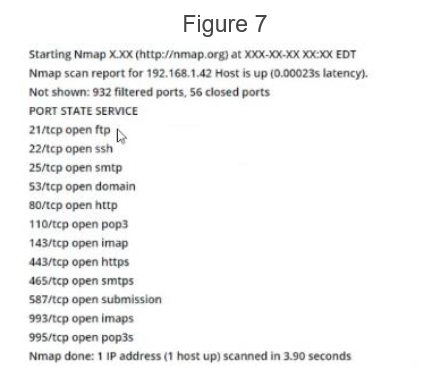 Figure 7
Starting Nmap X.XX (http://nmap.org) at XXX-XX-XX XX:XX EDT
Nmap scan report for 192.168.1.42 Host is up (0.00023s latency).
Not shown: 932 filtered ports, 56 closed ports
PORT STATE SERVICE
21/tcp open ftp
22/tcp open ssh
25/tcp open smtp
53/tcp open domain
80/tcp open http
110/tcp open pop3
143/tcp open imap
443/tcp open https
465/tcp open smtps
587/tcp open submission
993/tcp open imaps
995/tcp open pop3s
Nmap done: 1 IP address (1 host up) scanned in 3.90 seconds